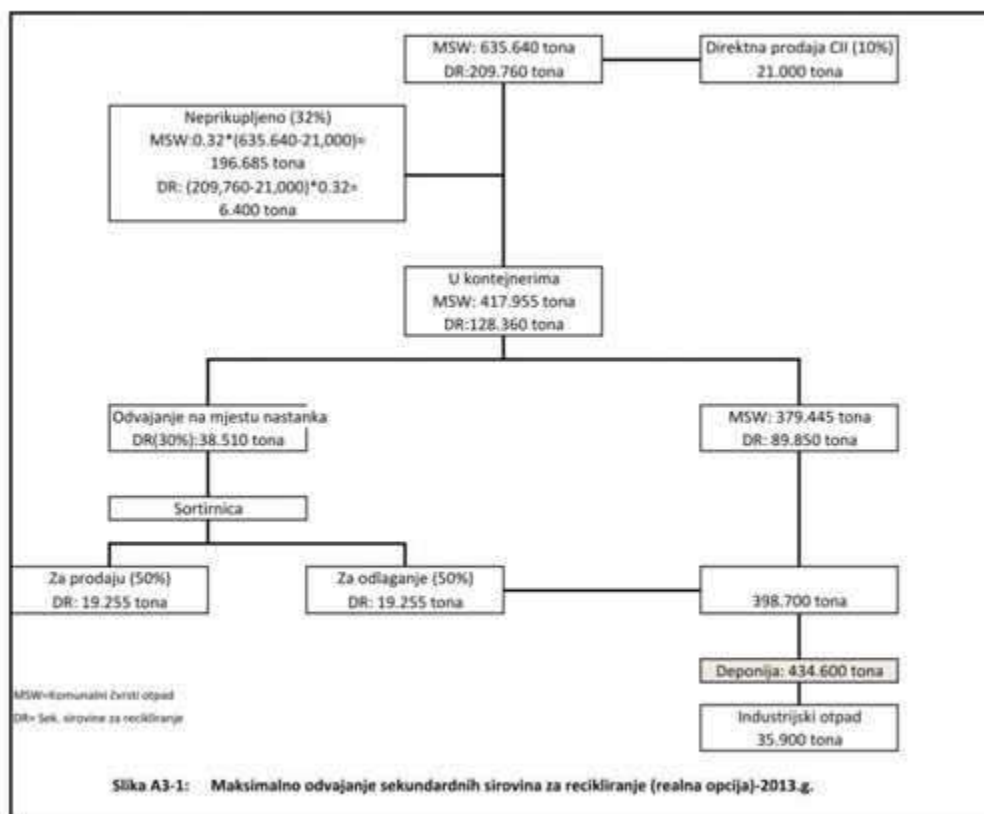 MSW: 635.640 tona
DR:209.760 tona
Direktna prodaja CII (10%)
21.000 tona
Neprikupljeno (32%)
MSW:0.32*(635.640-21,000)=
196.685 tona
DR: (209,760-21,000)*0.32=
6.400 tona
U kontejnerima
MSW: 417.955 tona
DR:128.360 tona
Odvajanje na mjestu nastanka
DR(30%):38.510 tona
MSW: 379.445 tona
DR: 89.850 tona
Sortirnica
Za prodaju (50%)
DR: 19.255 tona
Za odlaganje (50%)
DR: 19.255 tona
398.700 tona
Deponija: 434.600 tona
MSW=Komunalni čvrsti otpad
DR= Sek. sirovine za recikliranje
Industrijski otpad
35.900 tona
Slika A3-1: Maksimalno odvajanje sekundardnih sirovina za recikliranje (realna opcija)-2013.g.